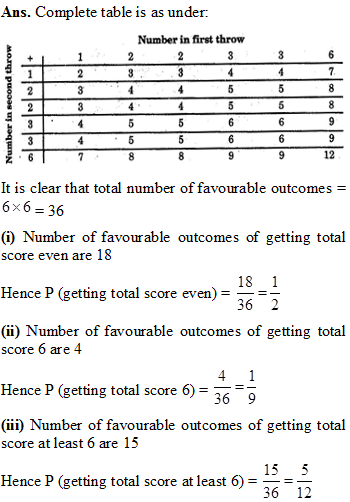 Ans. Complete table is as under:
Number in first throw
Number in second throw
+ 1 2 2 3 3 6
1 2 3 3 4 4 7
2 3 4 4 5 5 8
2 3 4 4 5 5 8
3 4 5 5 6 6 9
3 4 5 5 6 6 9
6 7 8 8 9 9 12
It is clear that total number of favourable outcomes =
6×6 = 36
(i) Number of favourable outcomes of getting total
score even are 18
Hence P (getting total score even) = 18/36 = 1/2
(ii) Number of favourable outcomes of getting total
score 6 are 4
Hence P (getting total score 6) = 4/36 = 1/9
(iii) Number of favourable outcomes of getting total
score at least 6 are 15
Hence P (getting total score at least 6) = 15/36 = 5/12